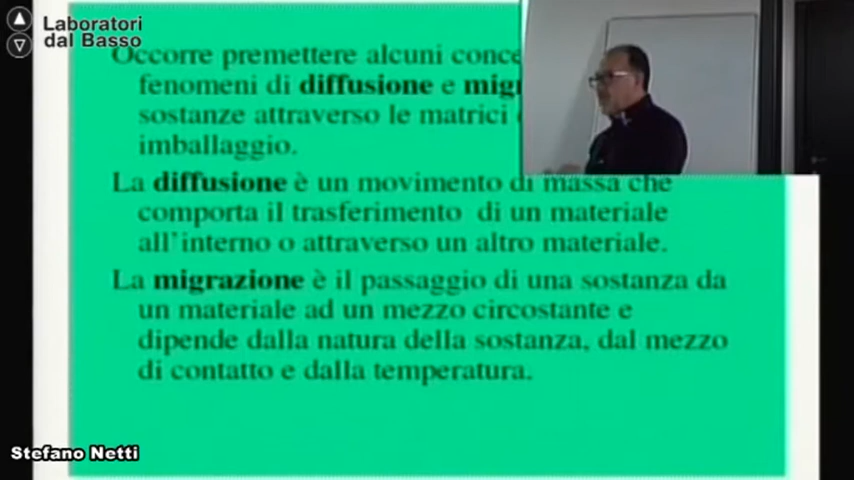 Laboratori
dal Basso
Occorre premettere alcuni
fenomeni di diffusione e
sostanze attraverso le matrici
imballaggio.
La diffusione è un movimento di massa che
comporta il trasferimento di un materiale
all'interno o attraverso un altro materiale.
La migrazione è il passaggio di una sostanza da
un materiale ad un mezzo circostante e
dipende dalla natura della sostanza, dal mezzo
di contatto e dalla temperatura.
Stefano Netti